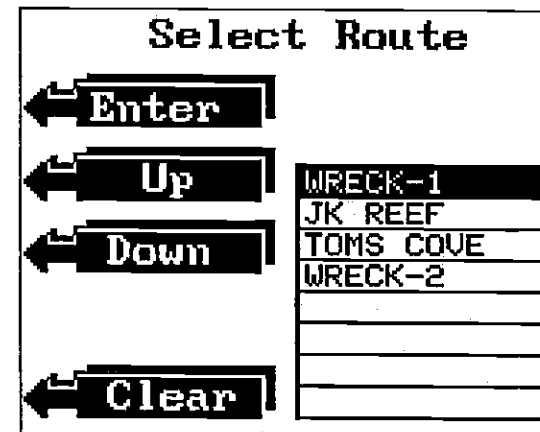 Select Route
Enter
Up
Down
Clear
WRECK-1
JK REEF
TOMS COVE
WRECK-2